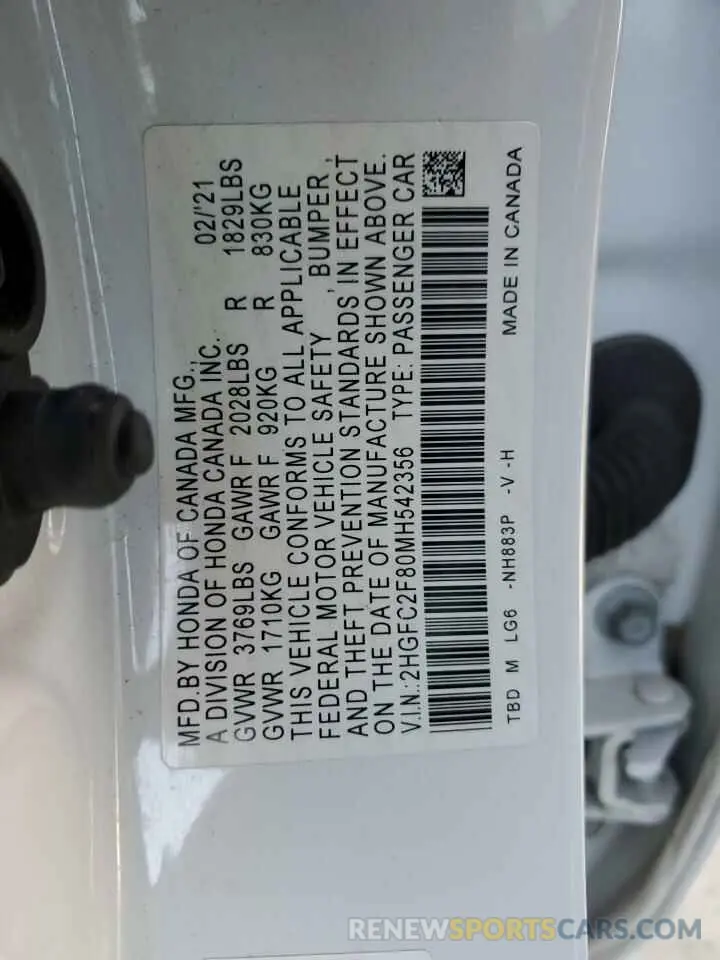 MFD.BY HONDA OF CANADA MFG., 02/'21
A DIVISION OF HONDA CANADA INC.
GVWR 3769LBS GAWR F 2028LBS R 1829LBS
GVWR 1710KG GAWR F 920KG R 830KG
THIS VEHICLE CONFORMS TO ALL APPLICABLE
FEDERAL MOTOR VEHICLE SAFETY , BUMPER ,
AND THEFT PREVENTION STANDARDS IN EFFECT
ON THE DATE OF MANUFACTURE SHOWN ABOVE.
V.I.N.:2HGFC2F80MH542356 TYPE: PASSENGER CAR
TBD M LG6 -NH883P -V -H MADE IN CANADA
RENEWSPORTSCARS.COM